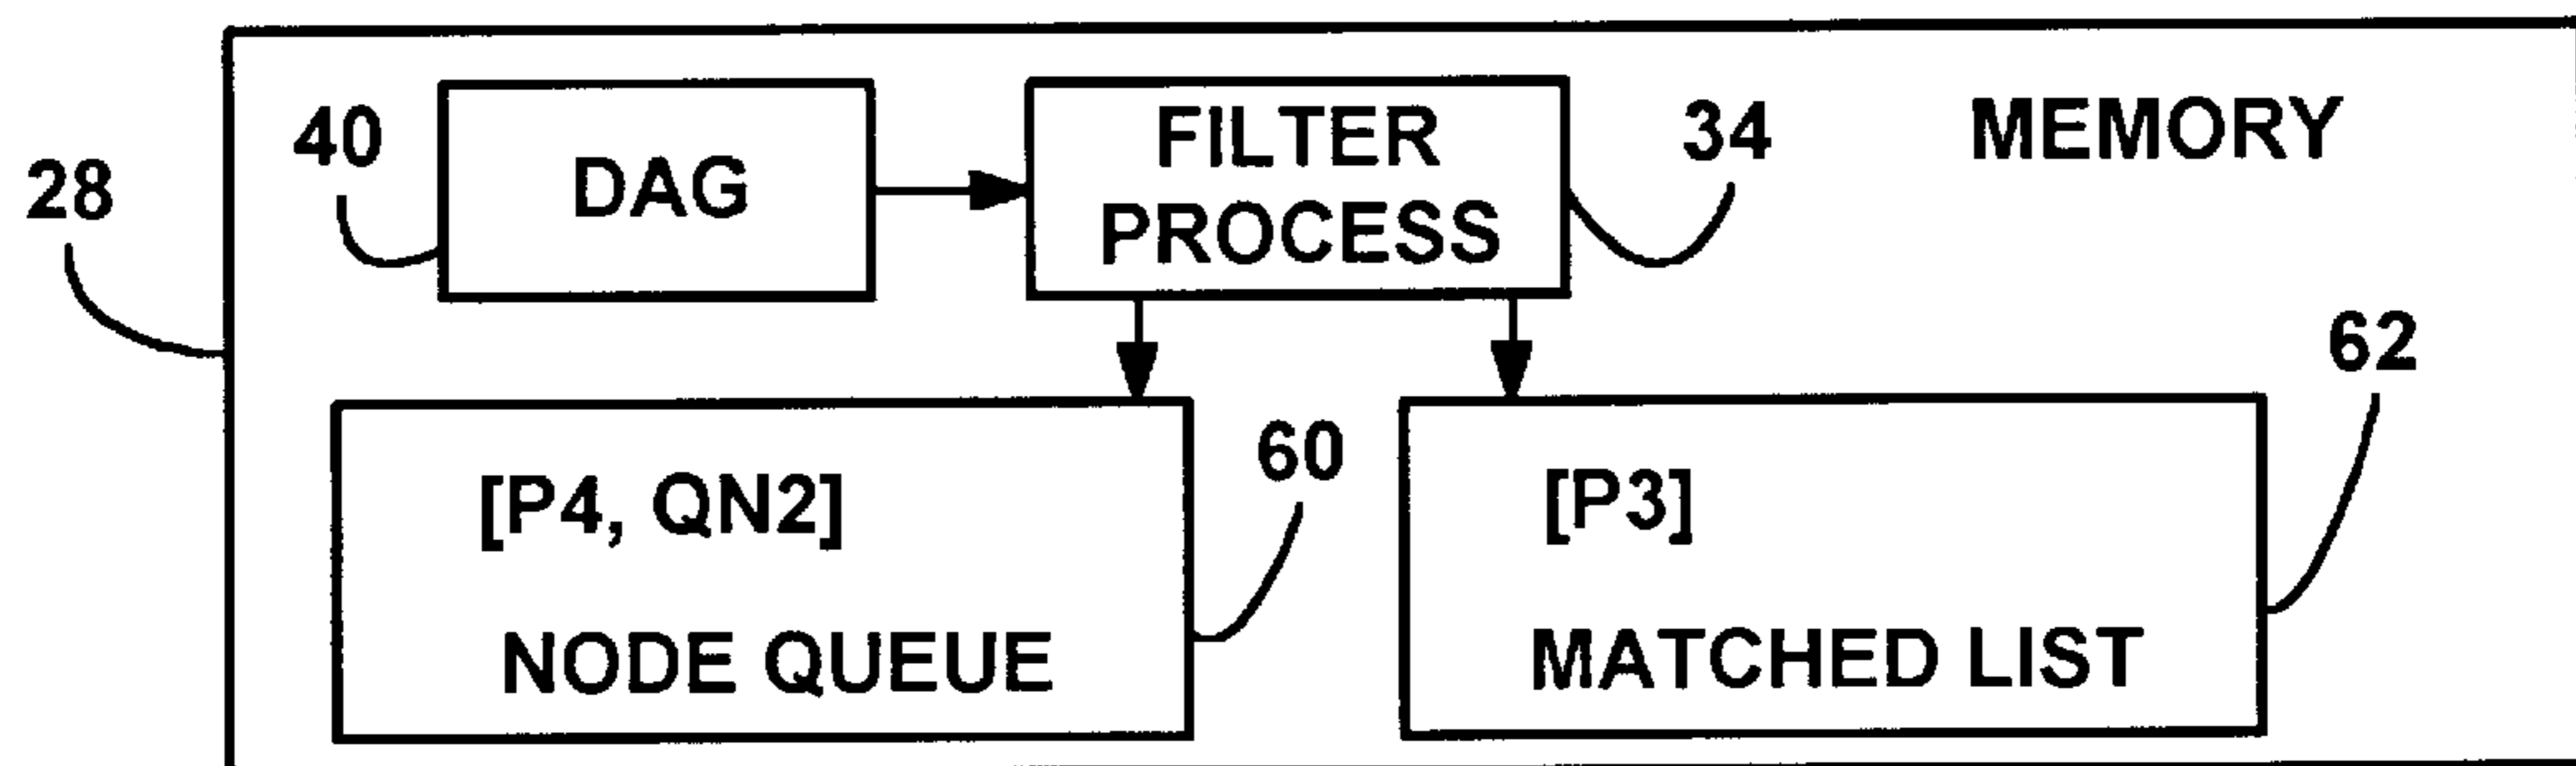 28
40
DAG
FILTER
PROCESS
34
MEMORY
[P4, QN2]
NODE QUEUE
60
[P3]
MATCHED LIST
62